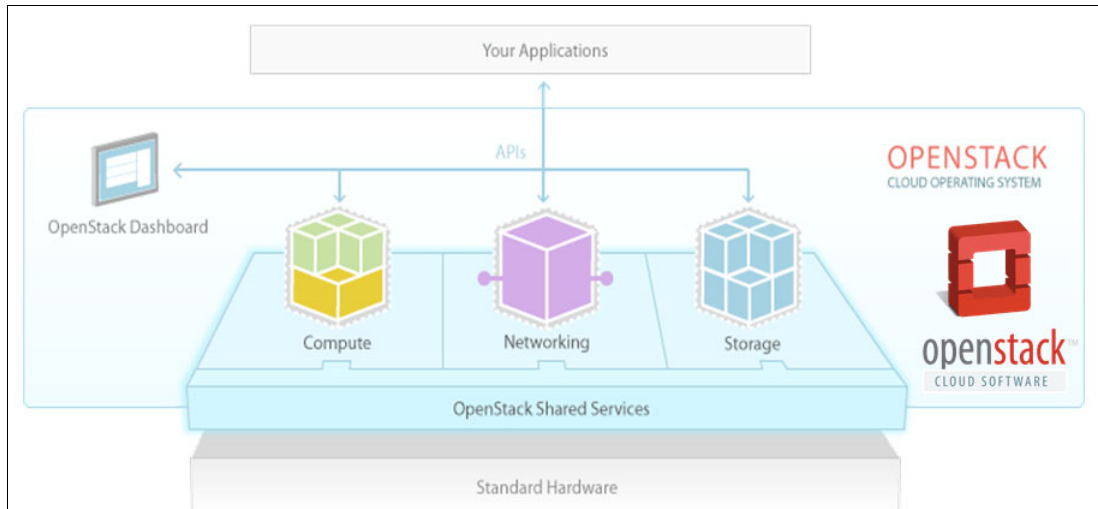 Your Applications
APIs
OPENSTACK
CLOUD OPERATING SYSTEM
OpenStack Dashboard
Compute
Networking
Storage
openstack™
CLOUD SOFTWARE
OpenStack Shared Services
Standard Hardware